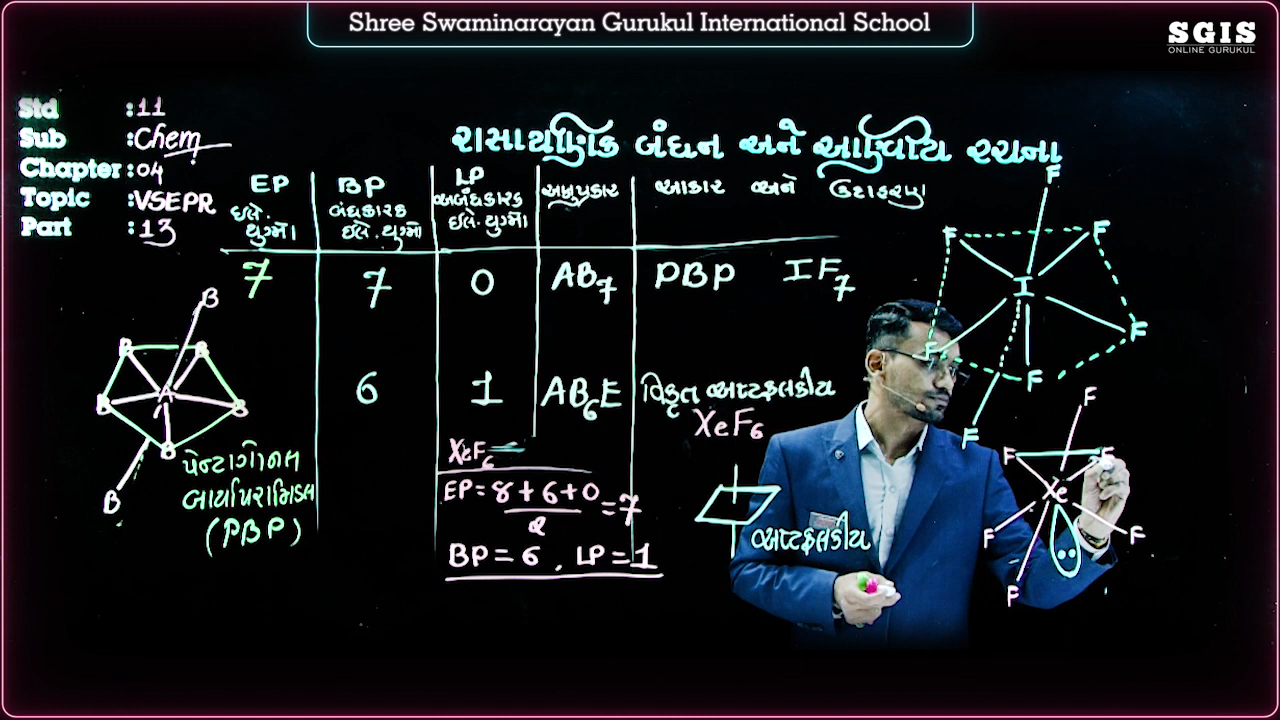 Shree Swaminarayan Gurukul International School
SGIS
ONLINE GURUKUL
Std :11
Sub :Chem
Chapter:04
Topic :VSEPR
Part :13
રાસાયણિક બંધન અને આણ્વીય રચના
EP BP LP
ઇલે. યુગ્મો બંધકારક ઇલે. યુગ્મો અબંધકારક ઇલે. યુગ્મો અણુપ્રકાર આકાર અને ઉદાહરણ
7 7 0 AB7 PBP IF7
6 1 AB6E વિકૃત અષ્ટફલકીય
XeF6
B
B B
B A B
B
B
પેન્ટાગોનલ
બાયપિરામિડલ
(PBP)
XeF6
EP = 8+6+0 = 7
2
BP = 6 , LP = 1
અષ્ટફલકીય
F
F F
I
F F
F
F
F
F F
Xe
F F
F